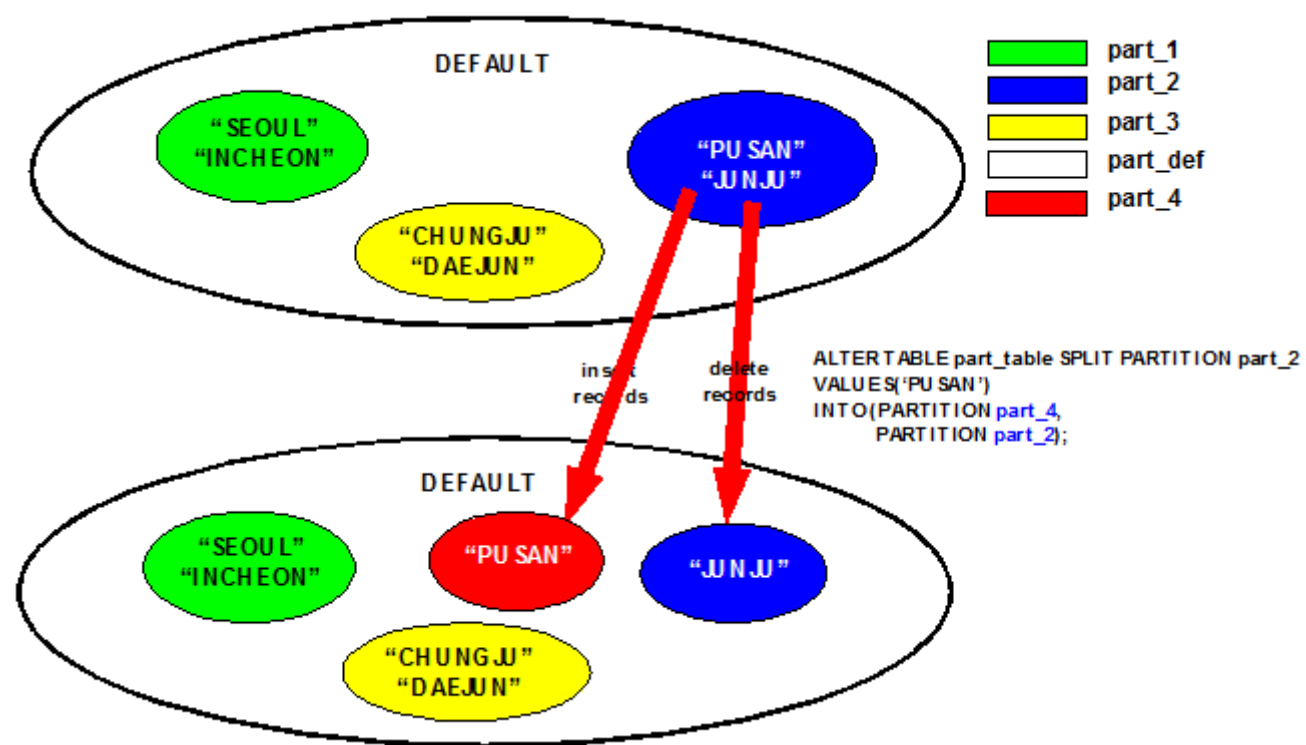 DEFAULT
“SEOUL”
“INCHEON”
“PUSAN”
“JUNJU”
“CHUNGJU”
“DAEJUN”
part_1
part_2
part_3
part_def
part_4
insert
records
delete
records
ALTER TABLE part_table SPLIT PARTITION part_2
VALUES(‘PUSAN’)
INTO(PARTITION part_4,
PARTITION part_2);
DEFAULT
“SEOUL”
“INCHEON”
“PUSAN”
“JUNJU”
“CHUNGJU”
“DAEJUN”